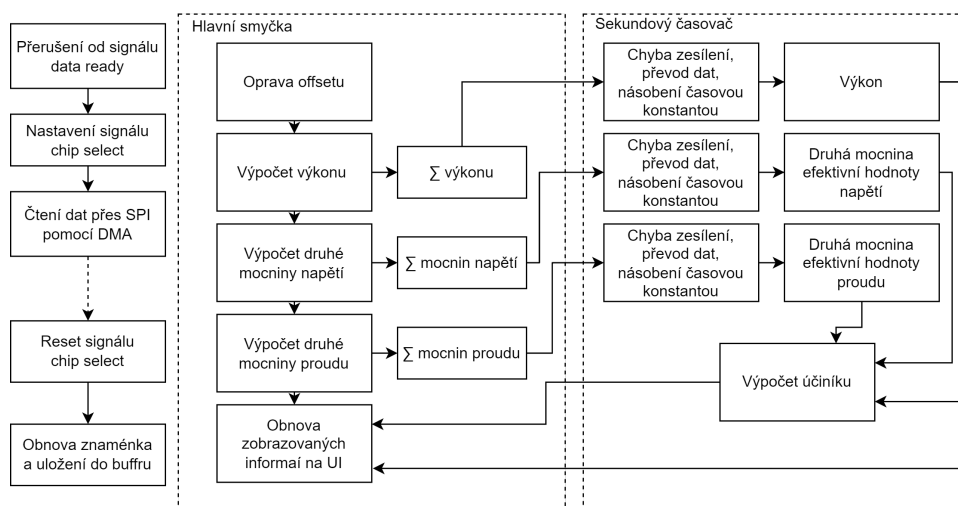 Přerušení od signálu
data ready
Nastavení signálu
chip select
Čtení dat přes SPI
pomocí DMA
Reset signálu
chip select
Obnova znaménka
a uložení do buffru
Hlavní smyčka
Oprava offsetu
Výpočet výkonu
∑ výkonu
Výpočet druhé
mocniny napětí
∑ mocnin napětí
Výpočet druhé
mocniny proudu
∑ mocnin proudu
Obnova
zobrazovaných
informaí na UI
Sekundový časovač
Chyba zesílení,
převod dat,
násobení časovou
konstantou
Výkon
Chyba zesílení,
převod dat,
násobení časovou
konstantou
Druhá mocnina
efektivní hodnoty
napětí
Chyba zesílení,
převod dat,
násobení časovou
konstantou
Druhá mocnina
efektivní hodnoty
proudu
Výpočet účiníku